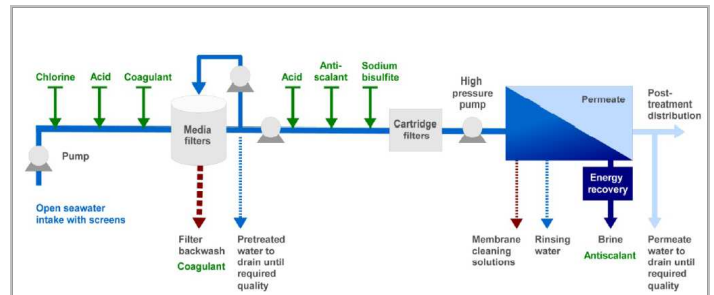 Chlorine
Acid
Coagulant
Acid
Anti-
scalant
Sodium
bisulfite
High
pressure
pump
Permeate
Post-
treatment
distribution
Pump
Media
filters
Cartridge
filters
Energy
recovery
Open seawater
intake with screens
Filter
backwash
Coagulant
Pretreated
water to
drain until
required
quality
Membrane
cleaning
solutions
Rinsing
water
Brine
Antiscalant
Permeate
water to
drain until
required
quality